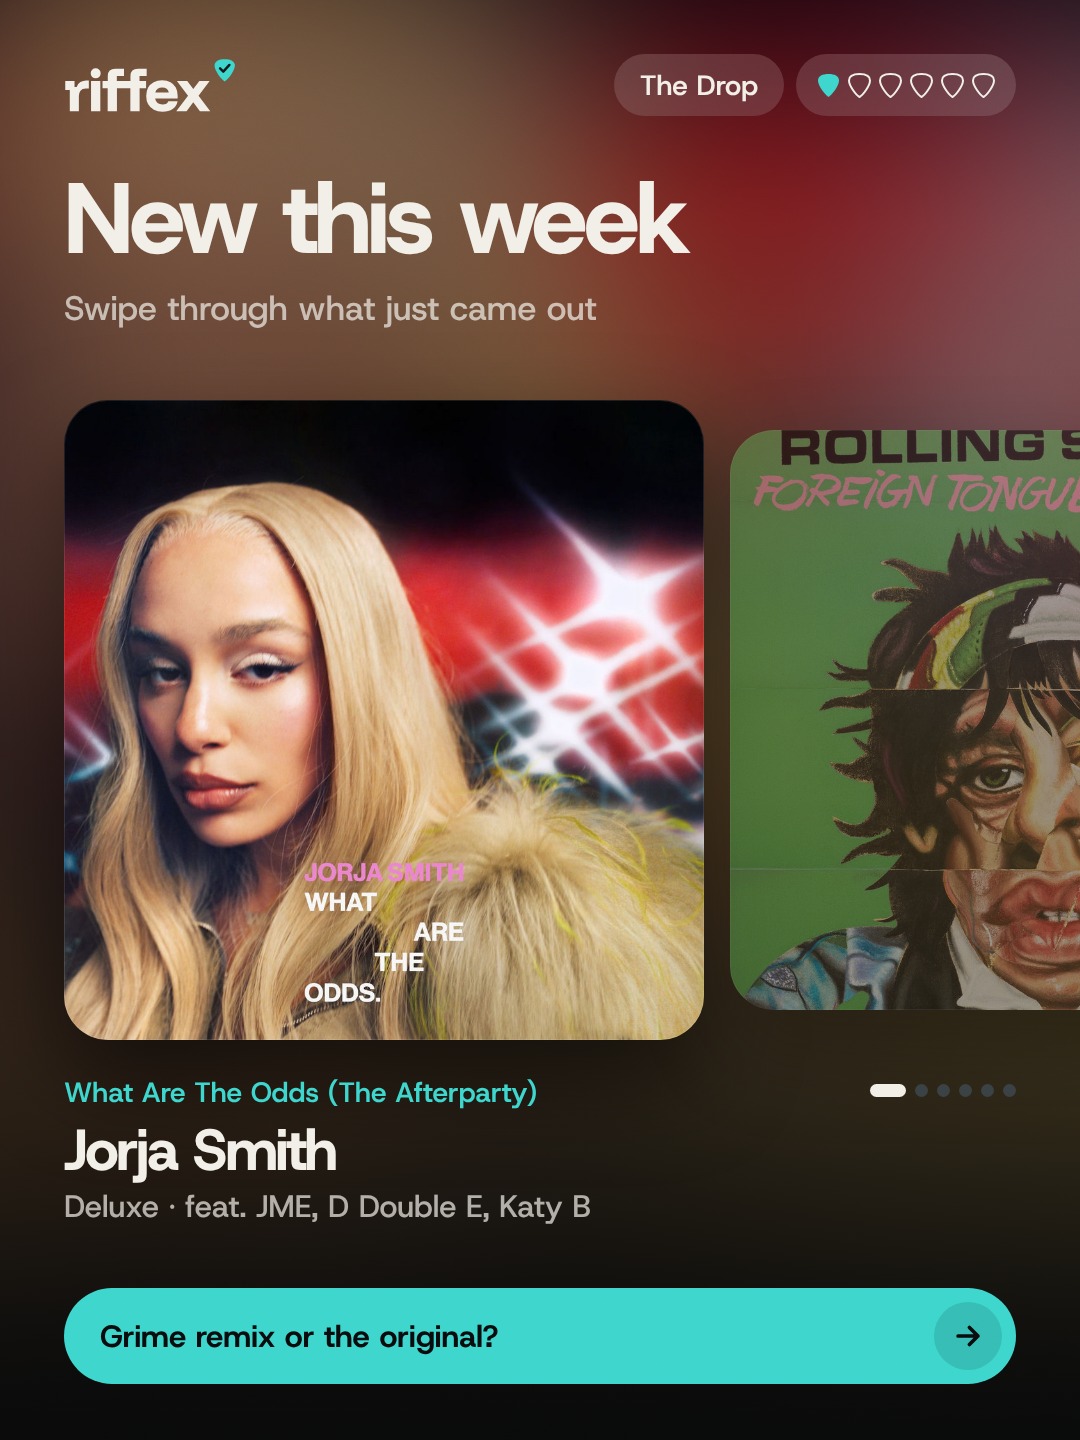 riffex
The Drop
New this week
Swipe through what just came out
ROLLING S
FOREIGN TONGUE
JORJA SMITH
WHAT
ARE
THE
ODDS.
What Are The Odds (The Afterparty)
Jorja Smith
Deluxe · feat. JME, D Double E, Katy B
Grime remix or the original?